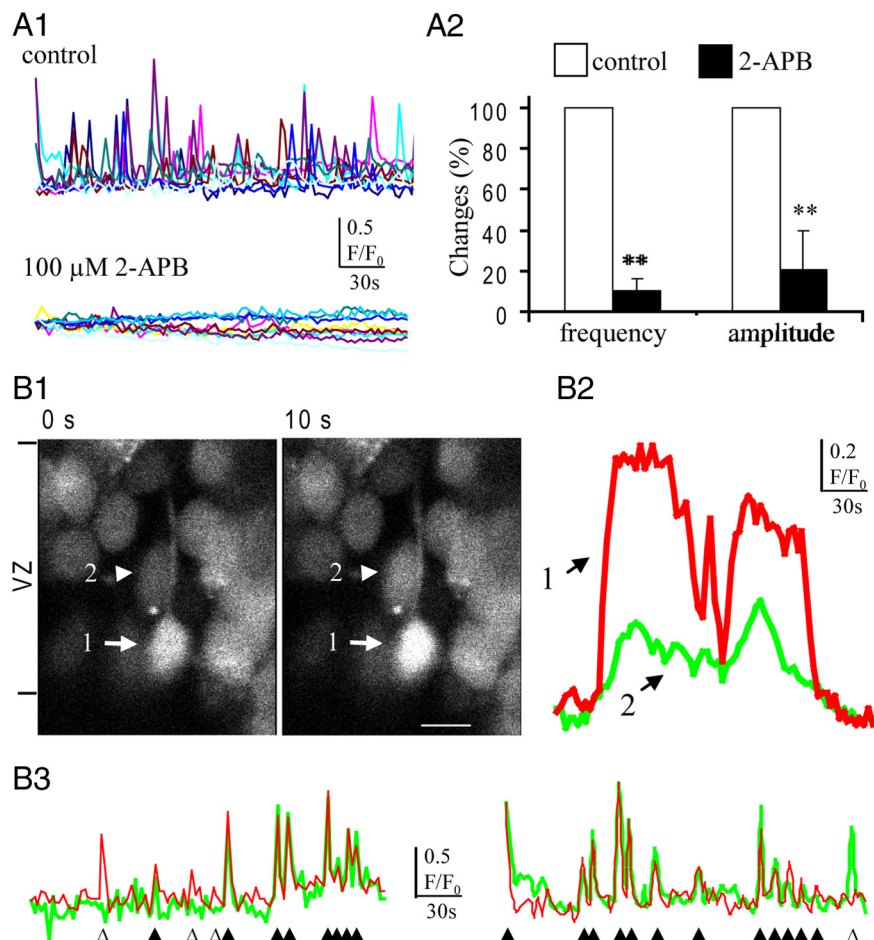 A1
control
0.5
F/F0
30s
100 µM 2-APB
A2
control
2-APB
Changes (%)
100
80
60
40
20
0
**
**
frequency
amplitude
B1
0 s
10 s
VZ
2
1
2
1
B2
0.2
F/F0
30s
1
2
B3
0.5
F/F0
30s